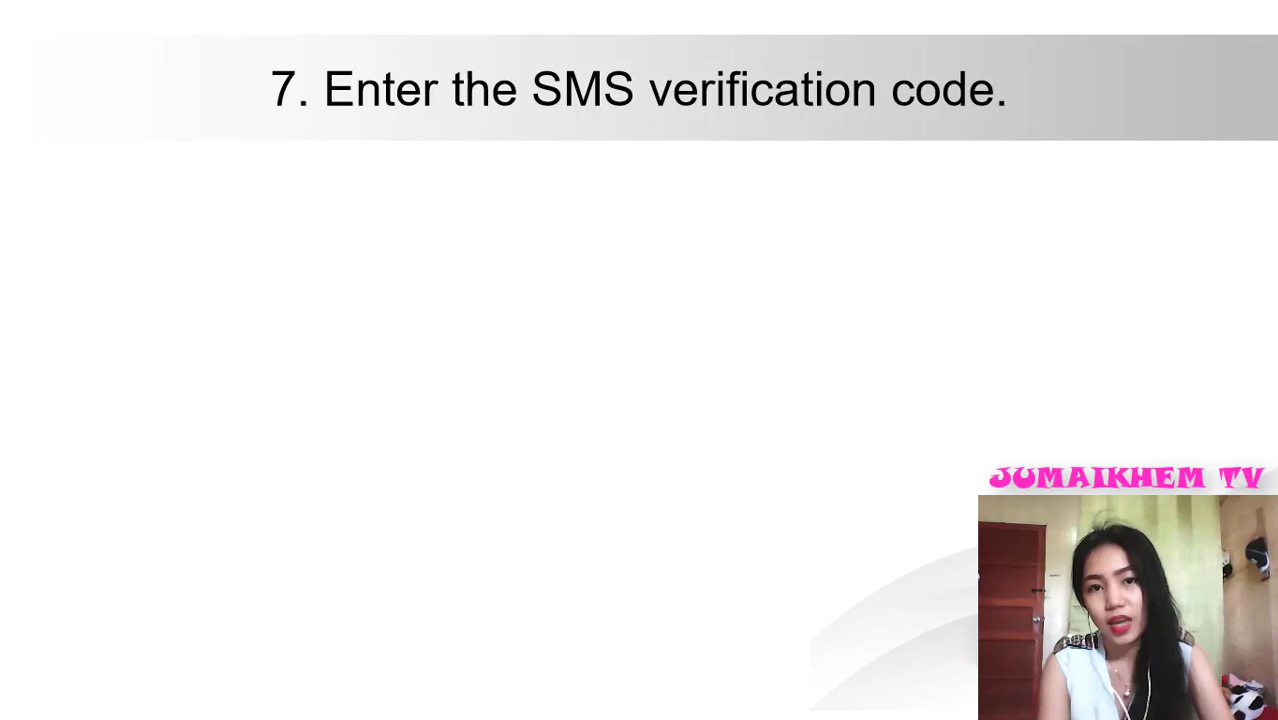 7. Enter the SMS verification code.
JUMAIKHEM TV